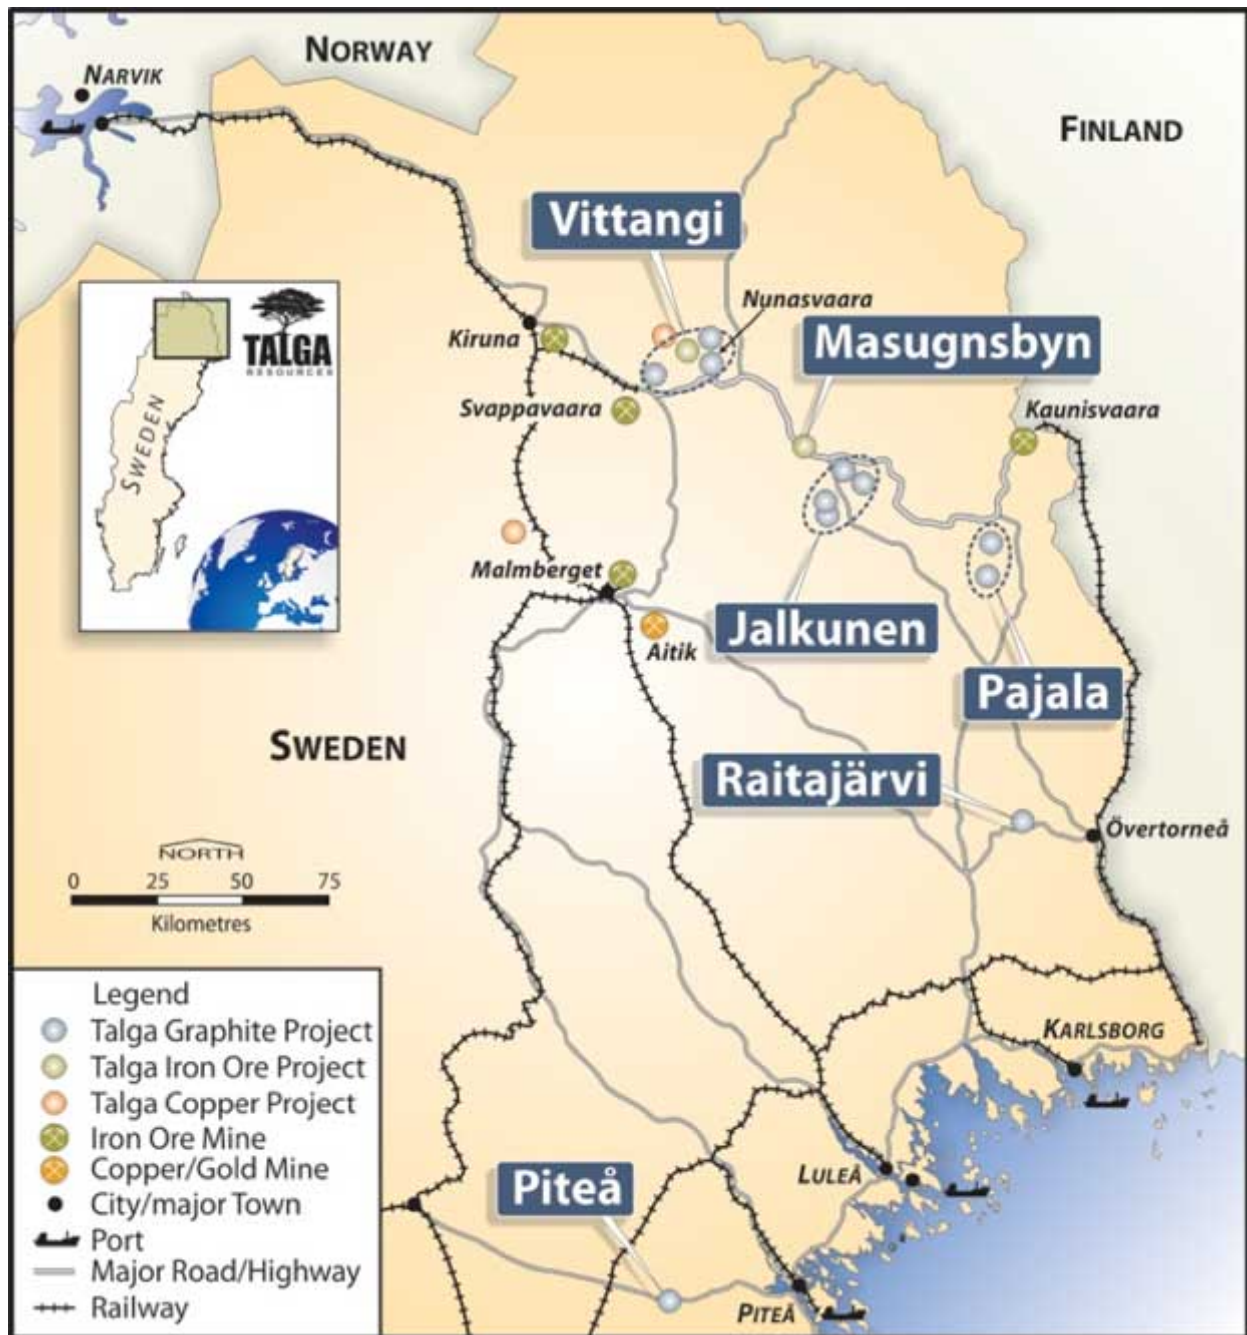 NORWAY
NARVIK
FINLAND
Vittangi
Nunasvaara
Masugnsbyn
TALGA
RESOURCES
SWEDEN
Kiruna
Svappavaara
Kaunisvaara
Malmberget
Aitik
Jalkunen
Pajala
SWEDEN
Raitajärvi
Övertorneå
NORTH
0 25 50 75
Kilometres
Legend
Talga Graphite Project
Talga Iron Ore Project
Talga Copper Project
Iron Ore Mine
Copper/Gold Mine
City/major Town
Port
Major Road/Highway
Railway
KARLSBORG
LULEÅ
Piteå
PITEÅ